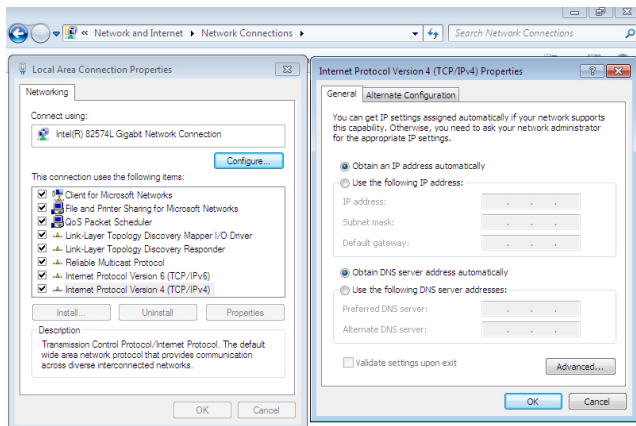 « Network and Internet ▸ Network Connections ▸
Search Network Connections
Local Area Connection Properties
Networking
Connect using:
Intel(R) 82574L Gigabit Network Connection
Configure...
This connection uses the following items:
Client for Microsoft Networks
File and Printer Sharing for Microsoft Networks
QoS Packet Scheduler
Link-Layer Topology Discovery Mapper I/O Driver
Link-Layer Topology Discovery Responder
Reliable Multicast Protocol
Internet Protocol Version 6 (TCP/IPv6)
Internet Protocol Version 4 (TCP/IPv4)
Install...
Uninstall
Properties
Description
Transmission Control Protocol/Internet Protocol. The default
wide area network protocol that provides communication
across diverse interconnected networks.
OK
Cancel
Internet Protocol Version 4 (TCP/IPv4) Properties
General
Alternate Configuration
You can get IP settings assigned automatically if your network supports
this capability. Otherwise, you need to ask your network administrator
for the appropriate IP settings.
Obtain an IP address automatically
Use the following IP address:
IP address:
Subnet mask:
Default gateway:
Obtain DNS server address automatically
Use the following DNS server addresses:
Preferred DNS server:
Alternate DNS server:
Validate settings upon exit
Advanced...
OK
Cancel